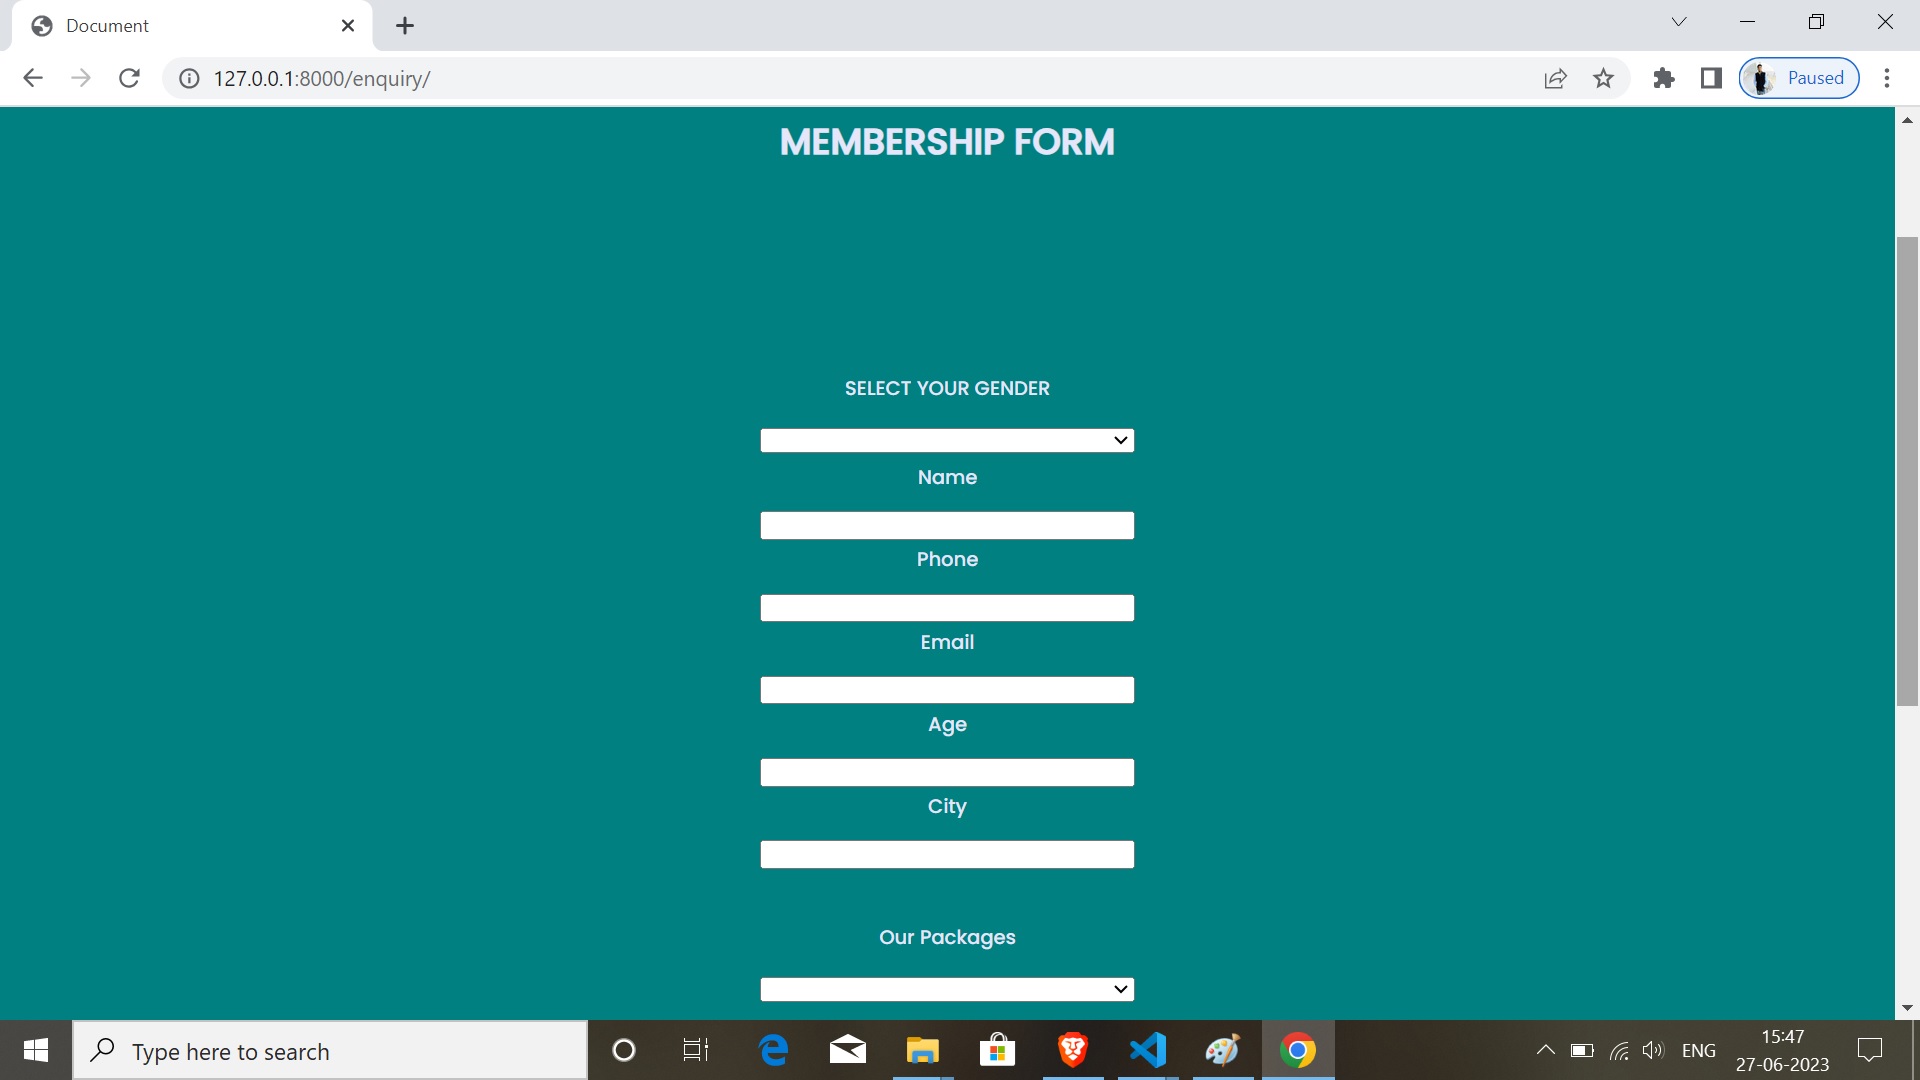 Document
127.0.0.1:8000/enquiry/
Paused
MEMBERSHIP FORM
SELECT YOUR GENDER
Name
Phone
Email
Age
City
Our Packages
Type here to search
ENG
15:47
27-06-2023